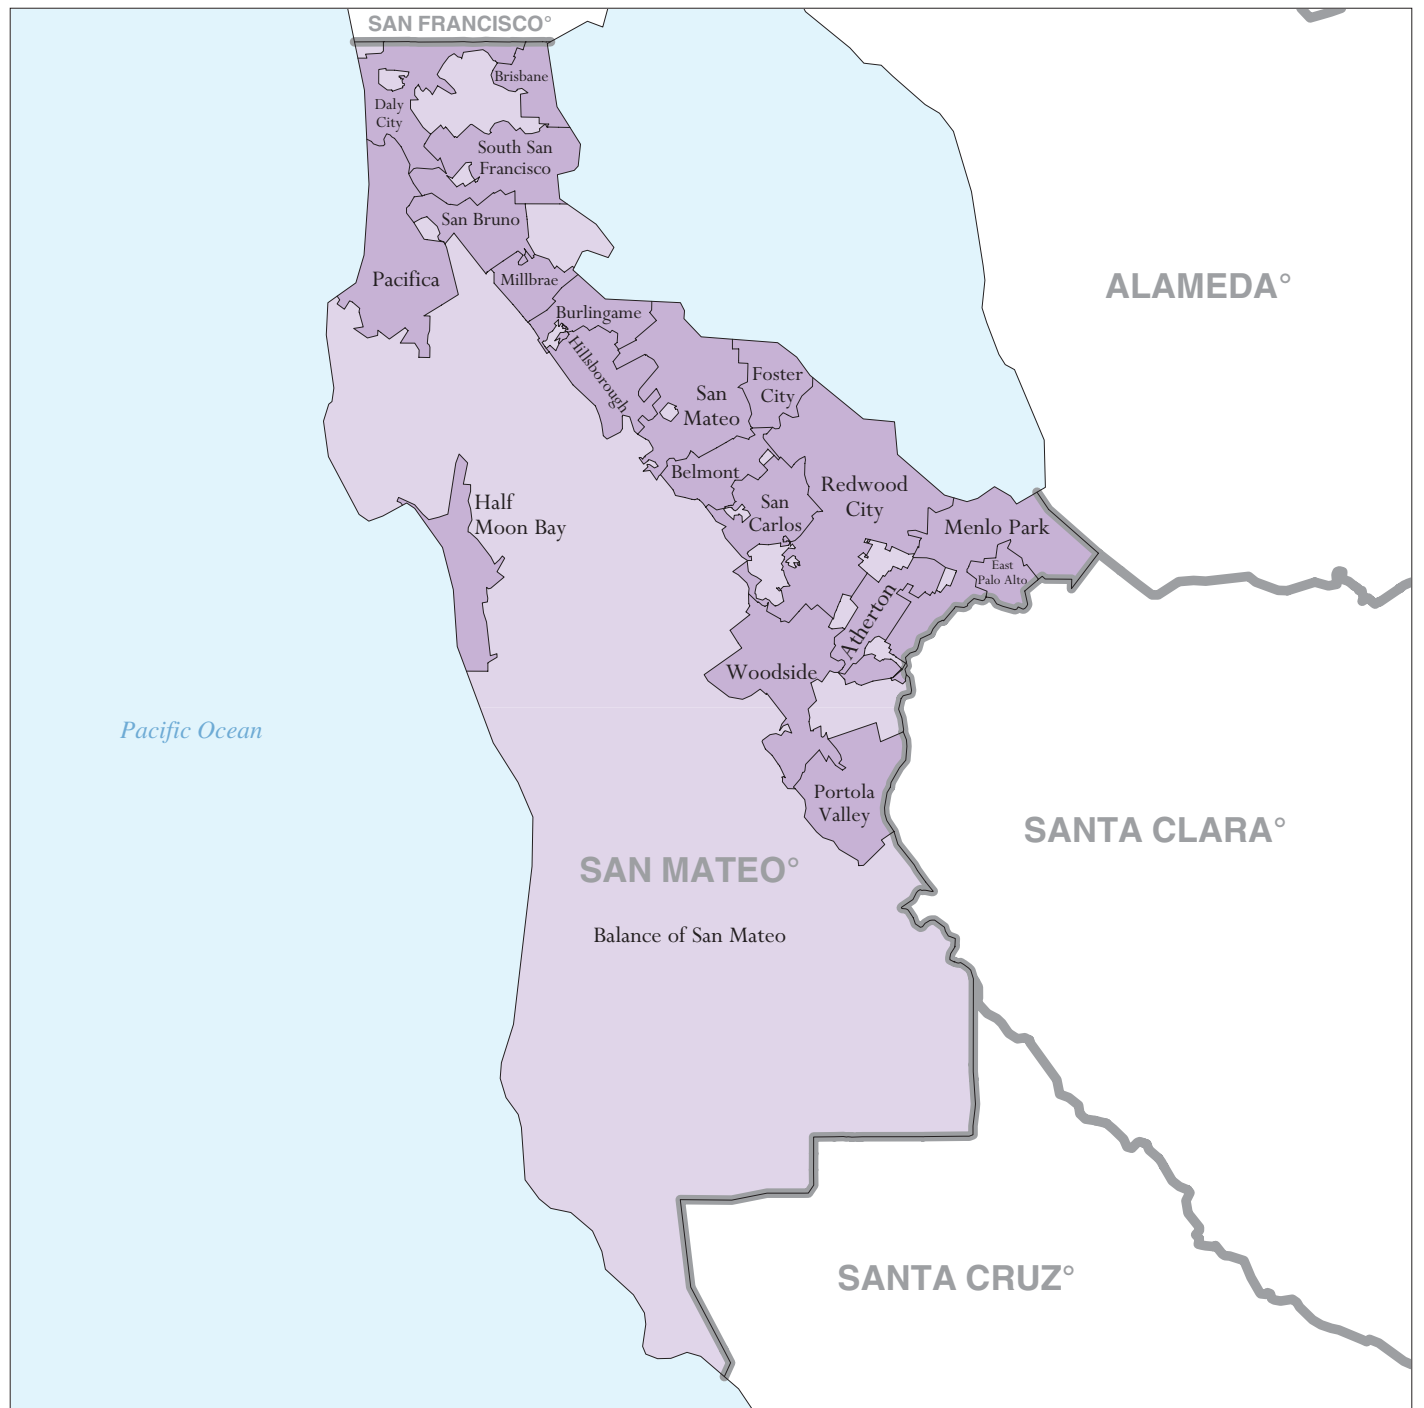 SAN FRANCISCO°
Brisbane
Daly
City
South San
Francisco
San Bruno
Pacifica
Millbrae
ALAMEDA°
Burlingame
Hillsborough
Foster
City
San
Mateo
Belmont
Redwood
City
San
Carlos
Half
Moon Bay
Menlo Park
East
Palo Alto
Atherton
Woodside
Pacific Ocean
Portola
Valley
SANTA CLARA°
SAN MATEO°
Balance of San Mateo
SANTA CRUZ°